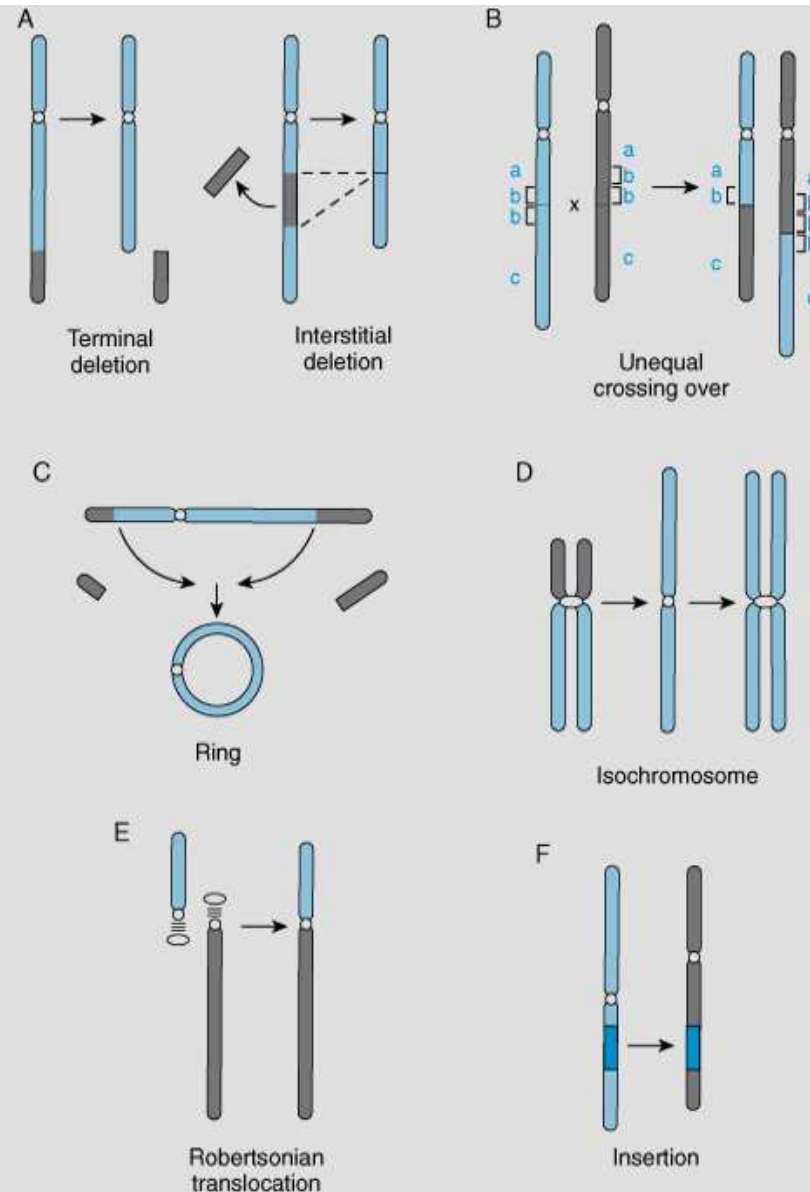 A
Terminal
deletion
Interstitial
deletion
B
a
b
b
c
x
a
b
b
c
a
b
c
Unequal
crossing over
C
Ring
D
Isochromosome
E
Robertsonian
translocation
F
Insertion